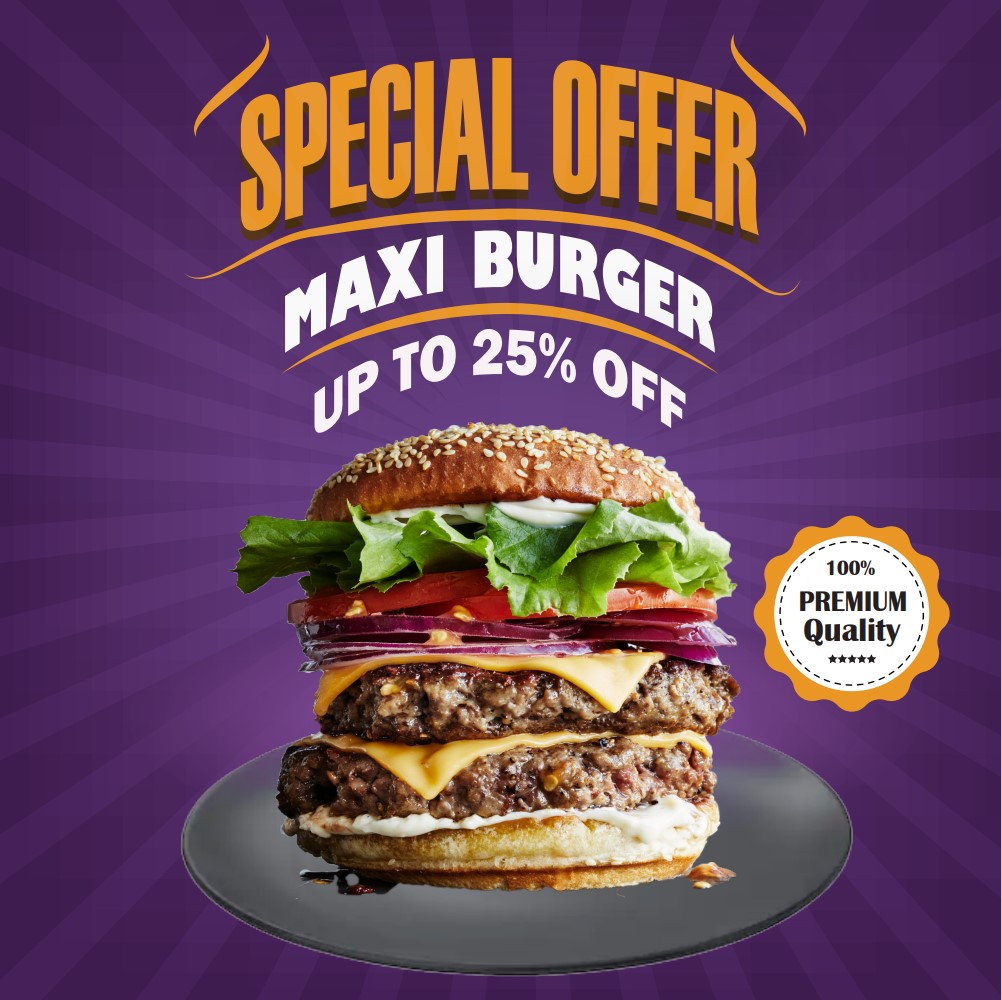 SPECIAL OFFER
MAXI BURGER
UP TO 25% OFF
100%
PREMIUM
Quality